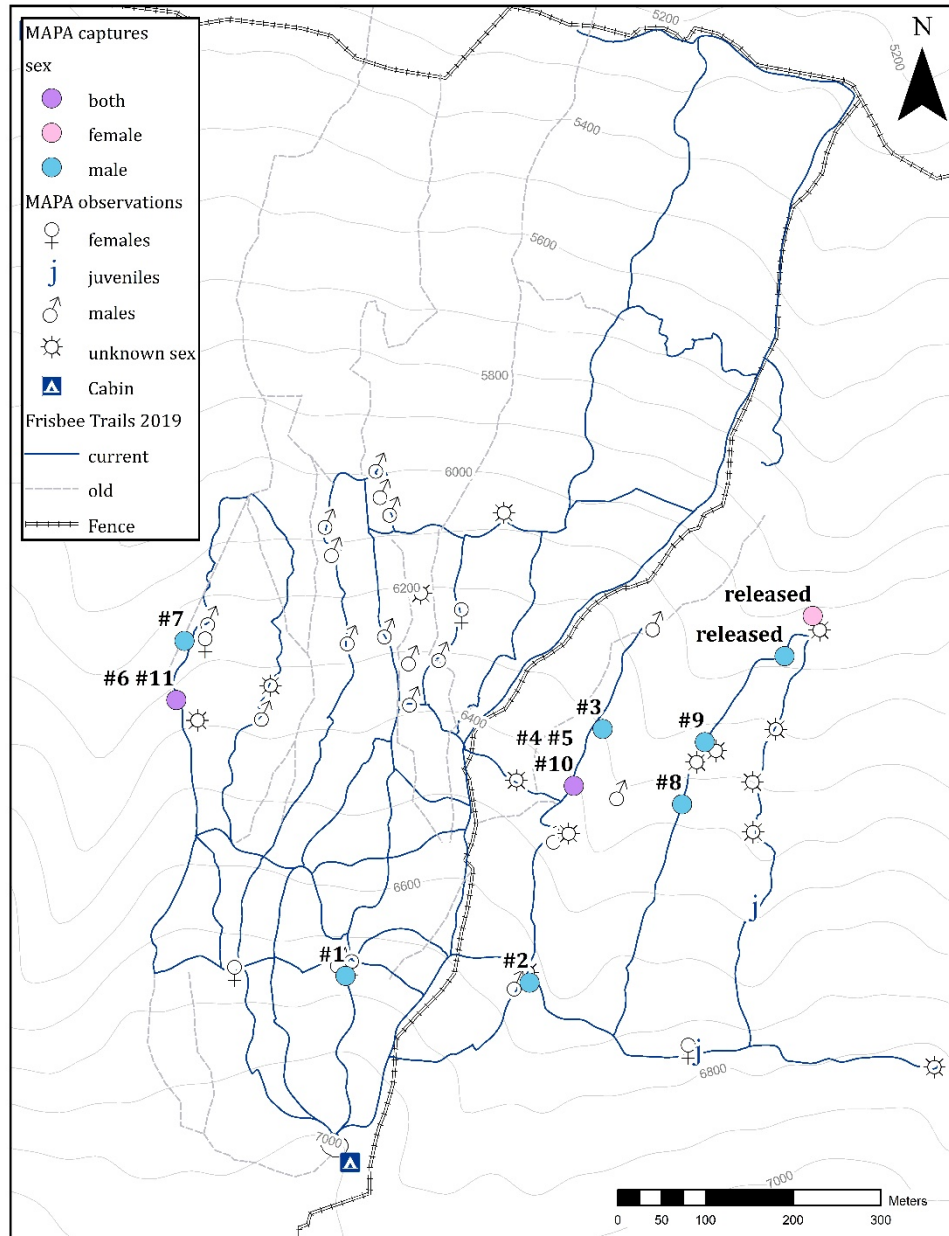 MAPA captures
sex
both
female
male
MAPA observations
females
j juveniles
males
unknown sex
Cabin
Frisbee Trails 2019
current
old
Fence
N
5200
5200
5400
5600
5800
6000
6200
released
released
#7
#6 #11
6400
#3
#4 #5
#10
#9
#8
6600
j
#1
#2
j
6800
7000
7000
Meters
0 50 100 200 300